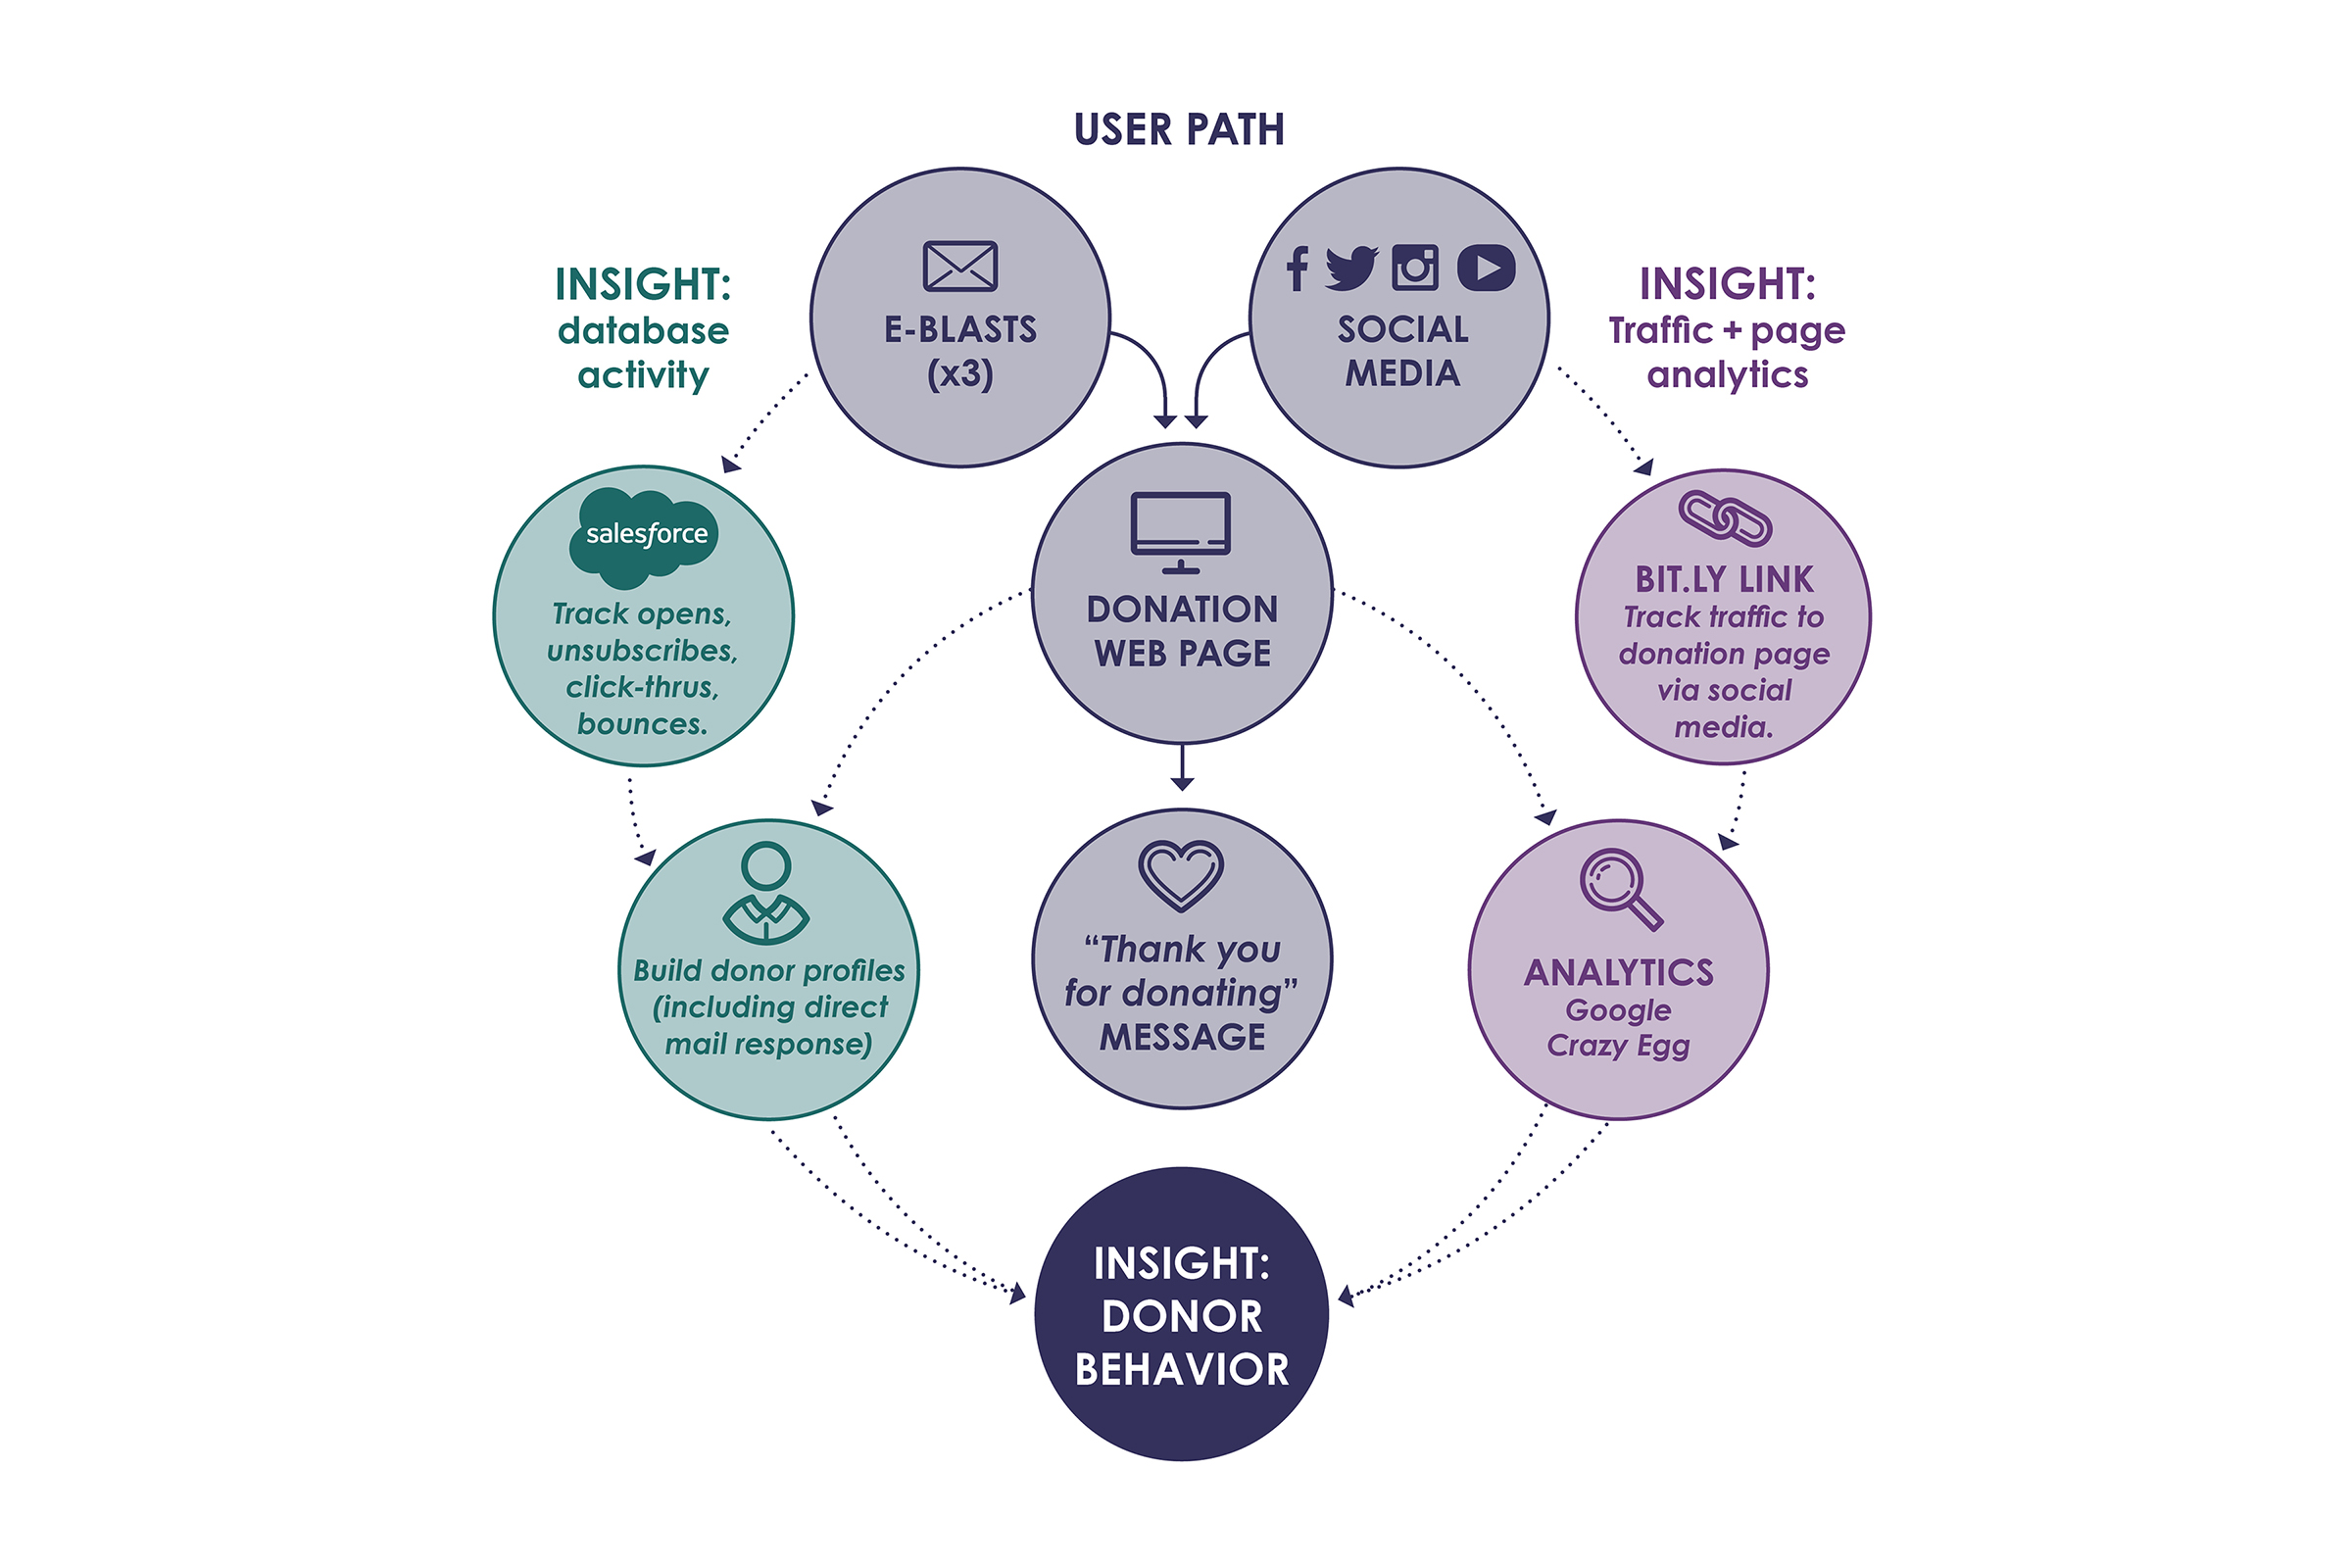 USER PATH
INSIGHT:
database
activity
E-BLASTS
(x3)
SOCIAL
MEDIA
INSIGHT:
Traffic + page
analytics
salesforce
Track opens,
unsubscribes,
click-thrus,
bounces.
DONATION
WEB PAGE
BIT.LY LINK
Track traffic to
donation page
via social
media.
Build donor profiles
(including direct
mail response)
“Thank you
for donating”
MESSAGE
ANALYTICS
Google
Crazy Egg
INSIGHT:
DONOR
BEHAVIOR